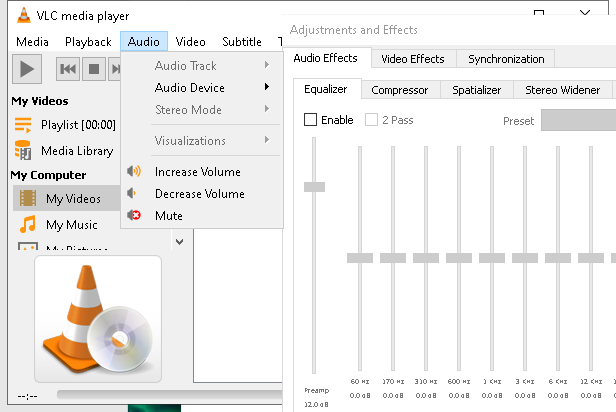 VLC media player
Media Playback Audio Video Subtitle
Audio Track
Audio Device
Stereo Mode
Visualizations
Increase Volume
Decrease Volume
Mute
My Videos
Playlist [00:00]
Media Library
My Computer
My Videos
My Music
My Pictures
--:--
Adjustments and Effects
Audio Effects Video Effects Synchronization
Equalizer Compressor Spatializer Stereo Widener
Enable 2 Pass Preset
60 Hz 170 Hz 310 Hz 600 Hz 1 KHz 3 KHz 6 KHz 12 KHz
Preamp 0.0 dB 0.0 dB 0.0 dB 0.0 dB 0.0 dB 0.0 dB 0.0 dB 0.0 dB
12.0 dB